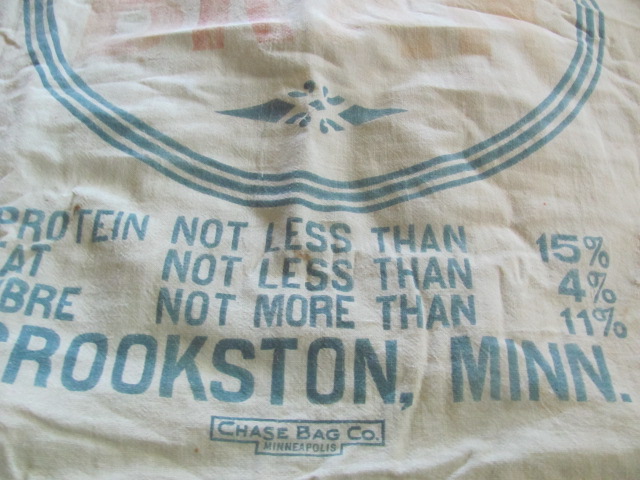 PROTEIN NOT LESS THAN 15%
AT NOT LESS THAN 4%
BRE NOT MORE THAN 11%
ROOKSTON, MINN.
CHASE BAG CO.
MINNEAPOLIS